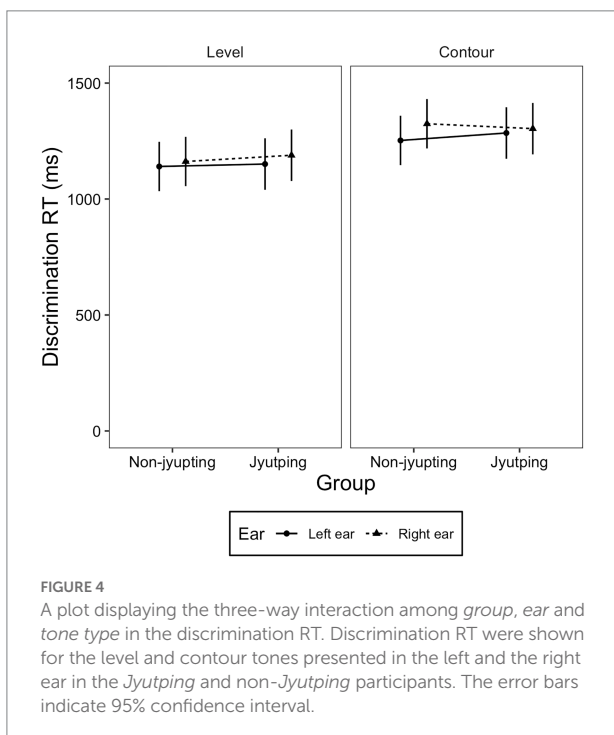 Level
Contour
1500
1000
500
0
Discrimination RT (ms)
Non-jyupting
Jyutping
Non-jyupting
Jyutping
Group
Ear Left ear Right ear
FIGURE 4
A plot displaying the three-way interaction among group, ear and
tone type in the discrimination RT. Discrimination RT were shown
for the level and contour tones presented in the left and the right
ear in the Jyutping and non-Jyutping participants. The error bars
indicate 95% confidence interval.